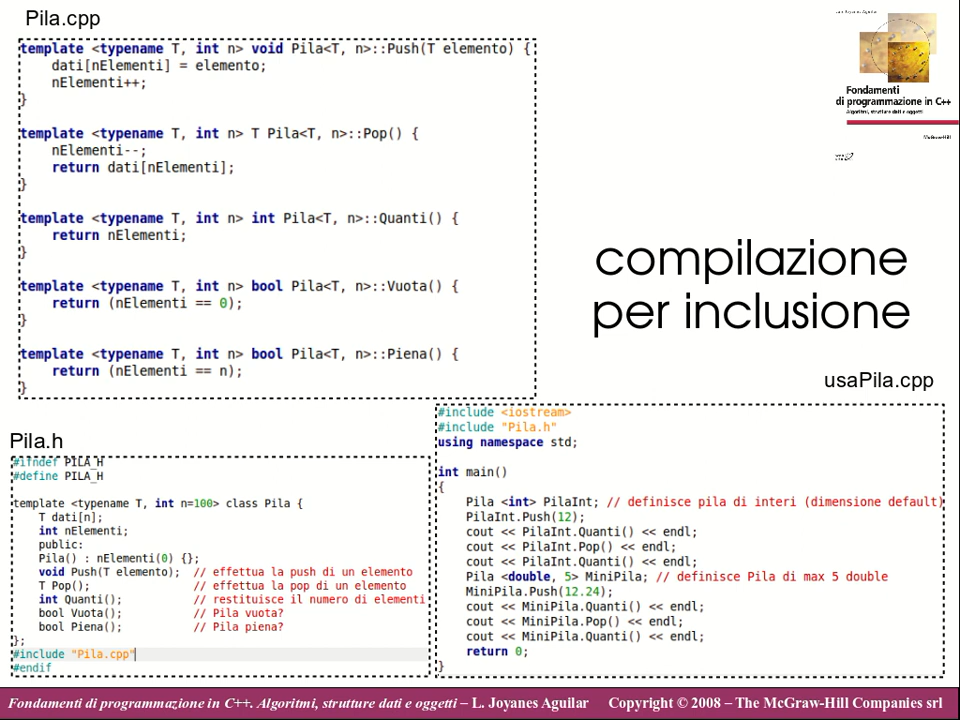 Pila.cpp
template <typename T, int n> void Pila<T, n>::Push(T elemento) {
    dati[nElementi] = elemento;
    nElementi++;
}
template <typename T, int n> T Pila<T, n>::Pop() {
    nElementi--;
    return dati[nElementi];
}
template <typename T, int n> int Pila<T, n>::Quanti() {
    return nElementi;
}
template <typename T, int n> bool Pila<T, n>::Vuota() {
    return (nElementi == 0);
}
template <typename T, int n> bool Pila<T, n>::Piena() {
    return (nElementi == n);
}
Fondamenti
di programmazione in C++
Algoritmi, strutture dati e oggetti
McGraw-Hill
compilazione
per inclusione
Pila.h
#ifndef PILA_H
#define PILA_H
template <typename T, int n=100> class Pila {
    T dati[n];
    int nElementi;
    public:
    Pila() : nElementi(0) {};
    void Push(T elemento);  // effettua la push di un elemento
    T Pop();                // effettua la pop di un elemento
    int Quanti();           // restituisce il numero di elementi
    bool Vuota();           // Pila vuota?
    bool Piena();           // Pila piena?
};
#include "Pila.cpp"
#endif
usaPila.cpp
#include <iostream>
#include "Pila.h"
using namespace std;
int main()
{
    Pila <int> PilaInt; // definisce pila di interi (dimensione default)
    PilaInt.Push(12);
    cout << PilaInt.Quanti() << endl;
    cout << PilaInt.Pop() << endl;
    cout << PilaInt.Quanti() << endl;
    Pila <double, 5> MiniPila; // definisce Pila di max 5 double
    MiniPila.Push(12.24);
    cout << MiniPila.Quanti() << endl;
    cout << MiniPila.Pop() << endl;
    cout << MiniPila.Quanti() << endl;
    return 0;
}
Fondamenti di programmazione in C++. Algoritmi, strutture dati e oggetti – L. Joyanes Aguilar Copyright © 2008 – The McGraw-Hill Companies srl